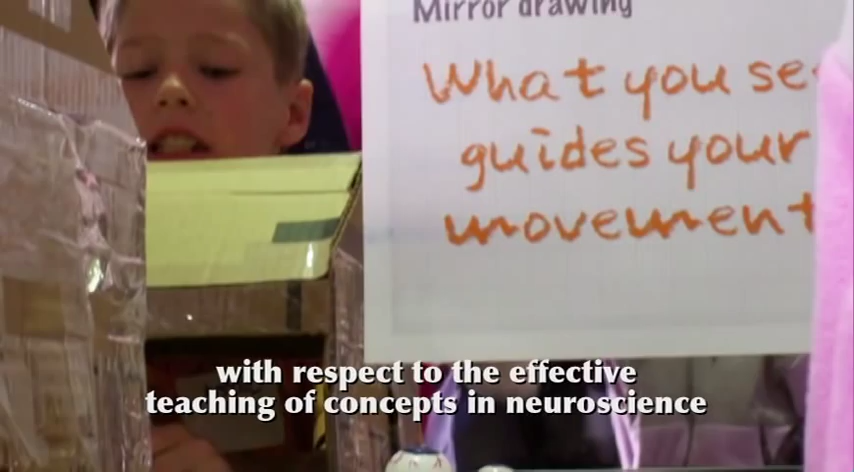 Mirror drawing
What you se
guides your
movement
with respect to the effective
teaching of concepts in neuroscience